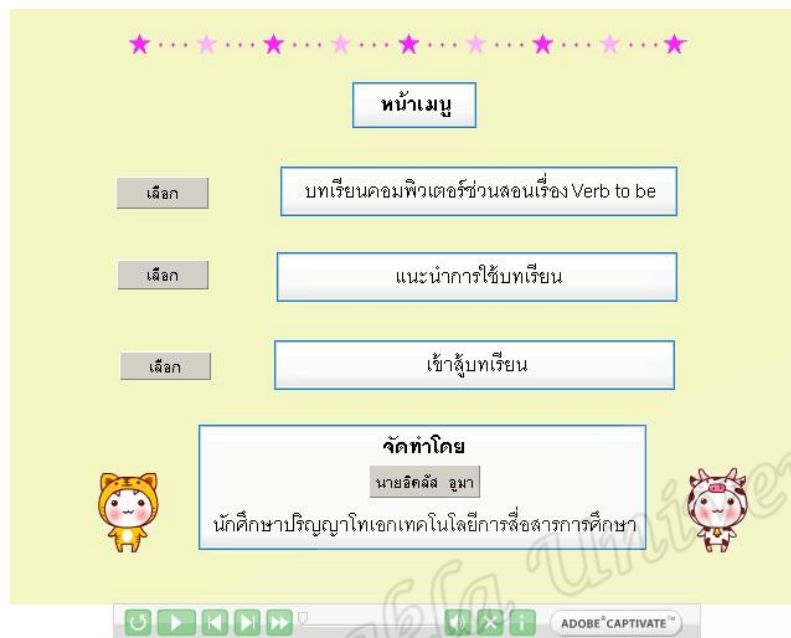 หน้าเมนู
เลือก
บทเรียนคอมพิวเตอร์ช่วนสอนเรื่อง Verb to be
เลือก
แนะนำการใช้บทเรียน
เลือก
เข้าสู้บทเรียน
จัดทำโดย
นายอิคลัส อูมา
นักศึกษาปริญญาโทเอกเทคโนโลยีการสื่อสารการศึกษา
ADOBE® CAPTIVATE™